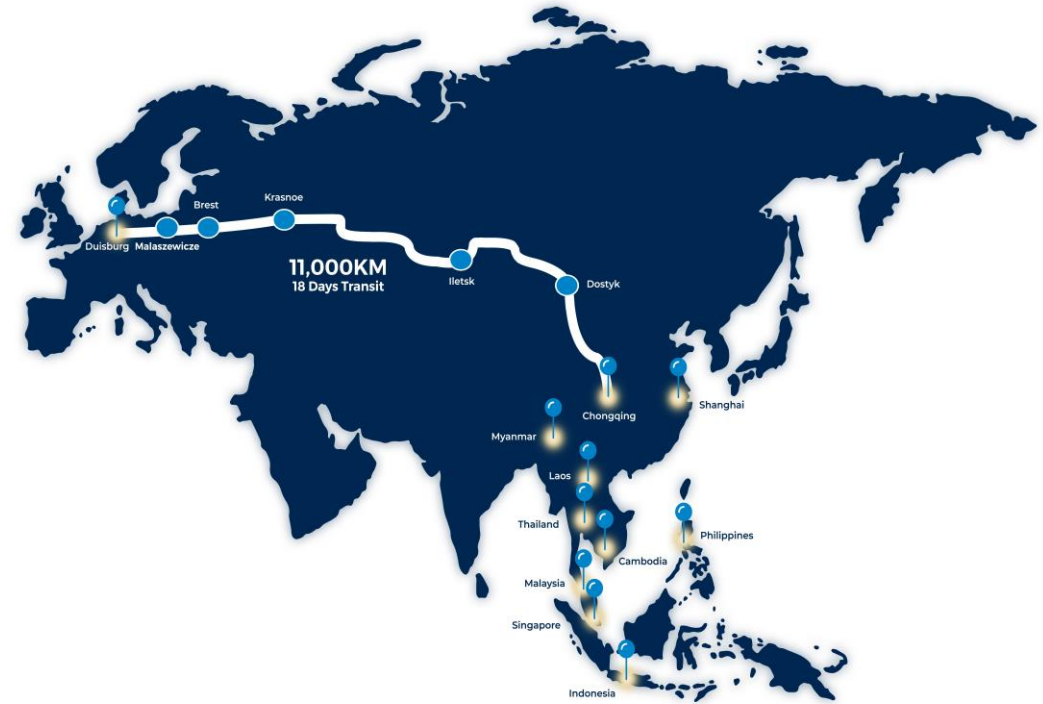 Brest
Krasnoe
Duisburg
Malaszewicze
11,000KM
18 Days Transit
Iletsk
Dostyk
Chongqing
Shanghai
Myanmar
Laos
Thailand
Philippines
Cambodia
Malaysia
Singapore
Indonesia